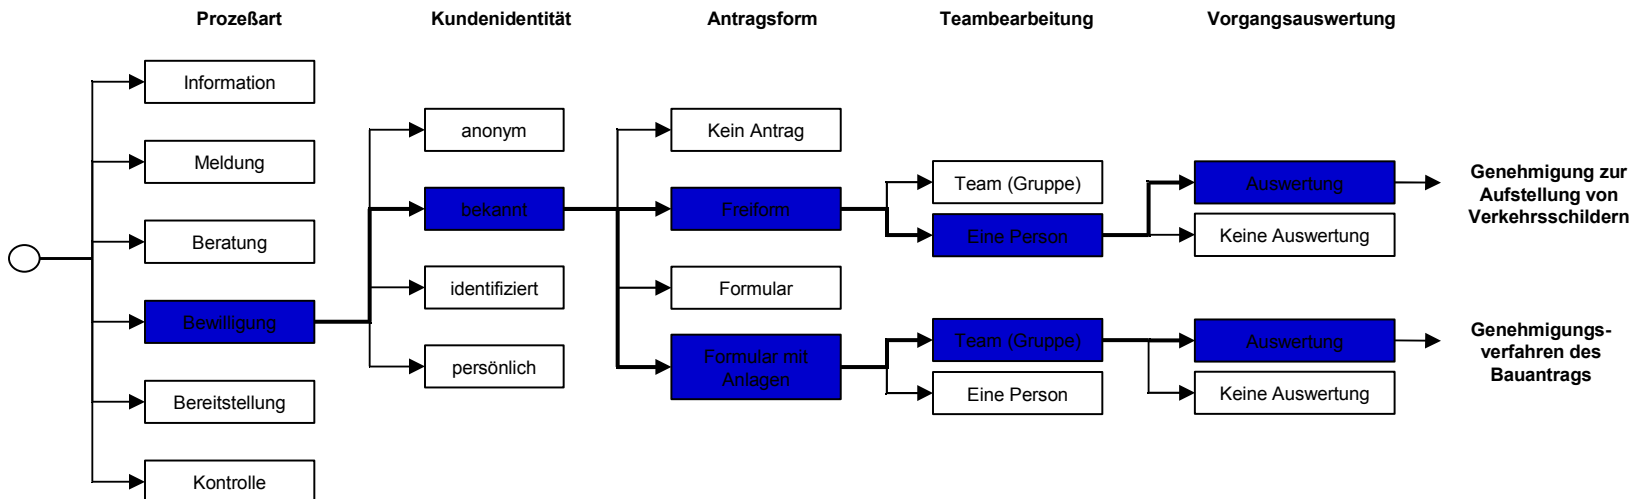 Prozeßart
Kundenidentität
Antragsform
Teambearbeitung
Vorgangsauswertung
Information
Meldung
Beratung
Bewilligung
Bereitstellung
Kontrolle
anonym
bekannt
identifiziert
persönlich
Kein Antrag
Freiform
Formular
Formular mit
Anlagen
Team (Gruppe)
Eine Person
Team (Gruppe)
Eine Person
Auswertung
Keine Auswertung
Auswertung
Keine Auswertung
Genehmigung zur
Aufstellung von
Verkehrsschildern
Genehmigungs-
verfahren des
Bauantrags